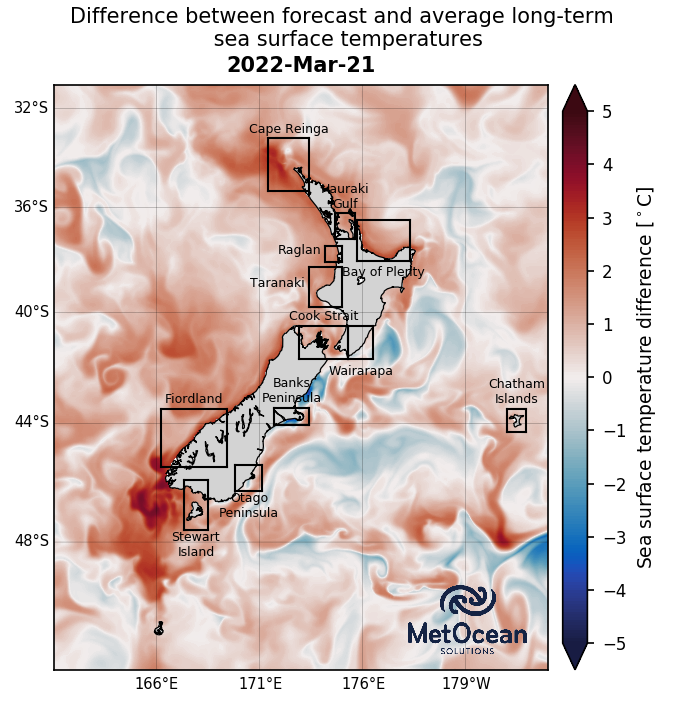 Difference between forecast and average long-term
sea surface temperatures
2022-Mar-21
32°S
36°S
40°S
44°S
48°S
166°E
171°E
176°E
179°W
Cape Reinga
Hauraki
Gulf
Raglan
Bay of Plenty
Taranaki
Cook Strait
Wairarapa
Banks
Peninsula
Fiordland
Chatham
Islands
Otago
Peninsula
Stewart
Island
MetOcean
SOLUTIONS
5
4
3
2
1
0
−1
−2
−3
−4
−5
Sea surface temperature difference [°C]